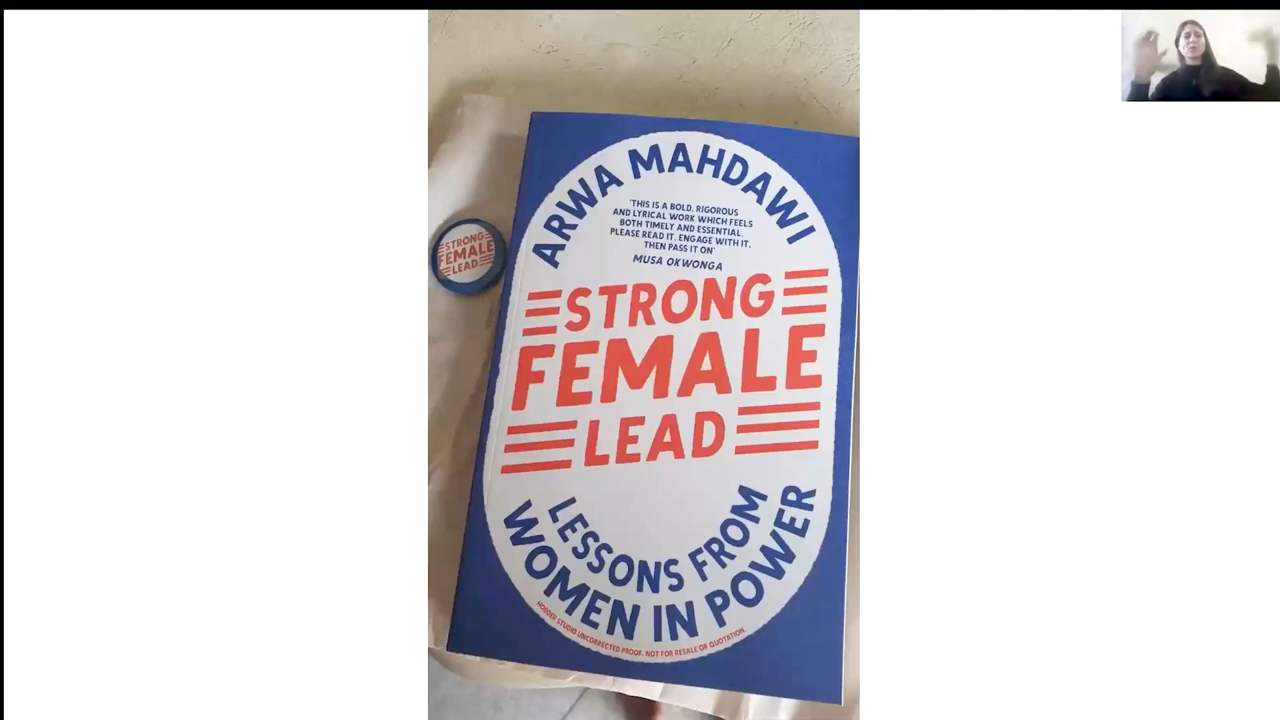 ARWA MAHDAWI
'THIS IS A BOLD, RIGOROUS
AND LYRICAL WORK WHICH FEELS
BOTH TIMELY AND ESSENTIAL.
PLEASE READ IT. ENGAGE WITH IT.
THEN PASS IT ON'
MUSA OKWONGA
STRONG
FEMALE
LEAD
LESSONS FROM
WOMEN IN POWER
HODDER STUDIO UNCORRECTED PROOF. NOT FOR RESALE OR QUOTATION.
STRONG
FEMALE
LEAD